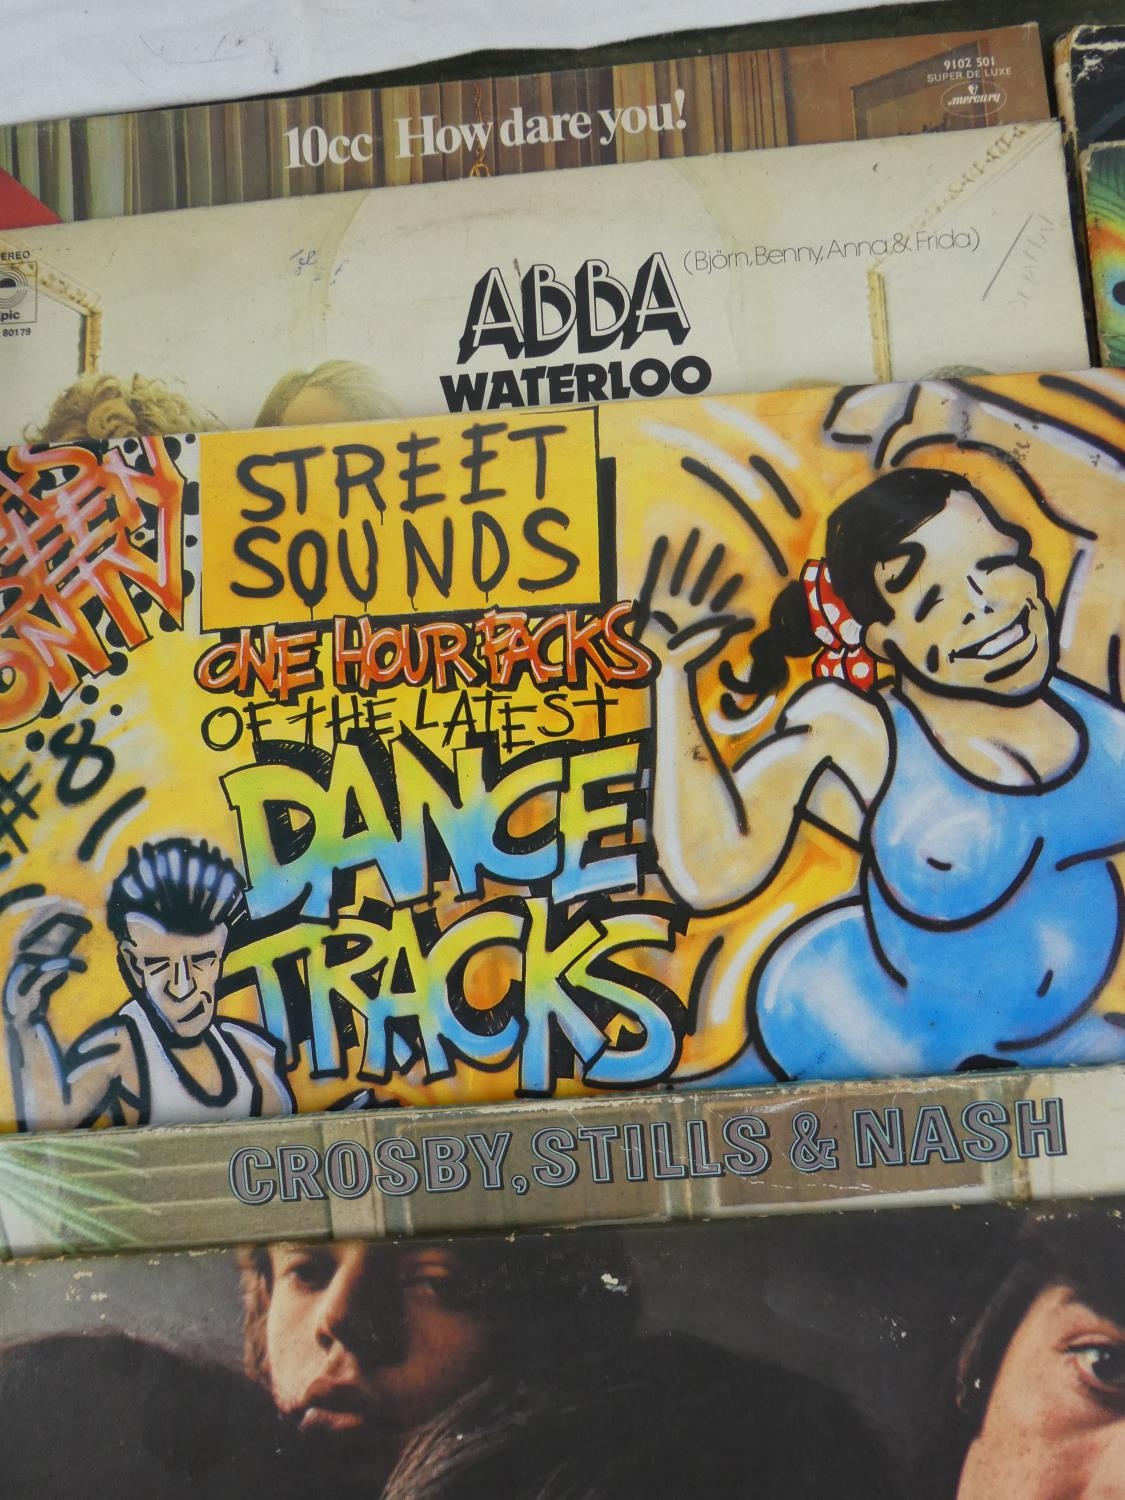 9102 501
SUPER DE LUXE
mercury
10cc How dare you!
(Björn, Benny, Anna & Frida)
ABBA
WATERLOO
80179
STREET
SOUNDS
ONE HOUR PACKS
OF THE LATEST
DANCE
TRACKS
#8
CROSBY, STILLS & NASH